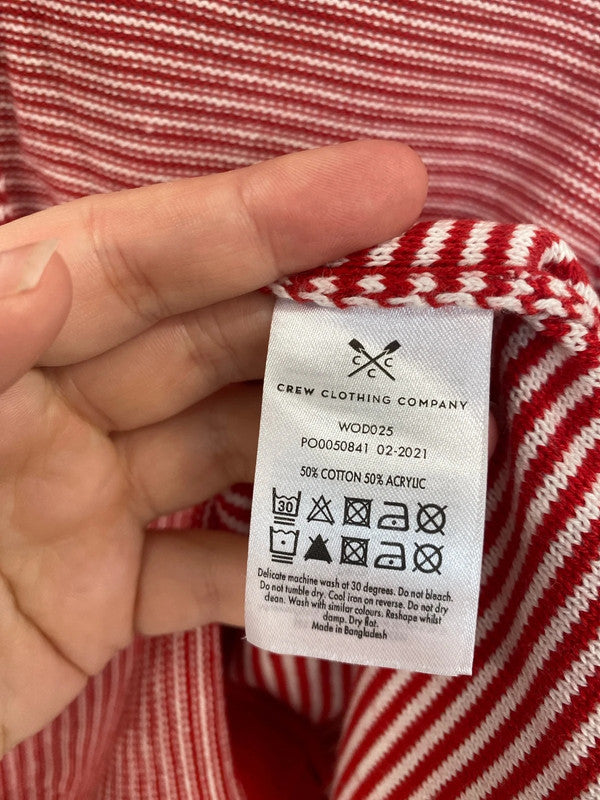 C C
C
CREW CLOTHING COMPANY
WOD025
PO0050841 02-2021
50% COTTON 50% ACRYLIC
30
Delicate machine wash at 30 degrees. Do not bleach.
Do not tumble dry. Cool iron on reverse. Do not dry
clean. Wash with similar colours. Reshape whilst
damp. Dry flat.
Made in Bangladesh